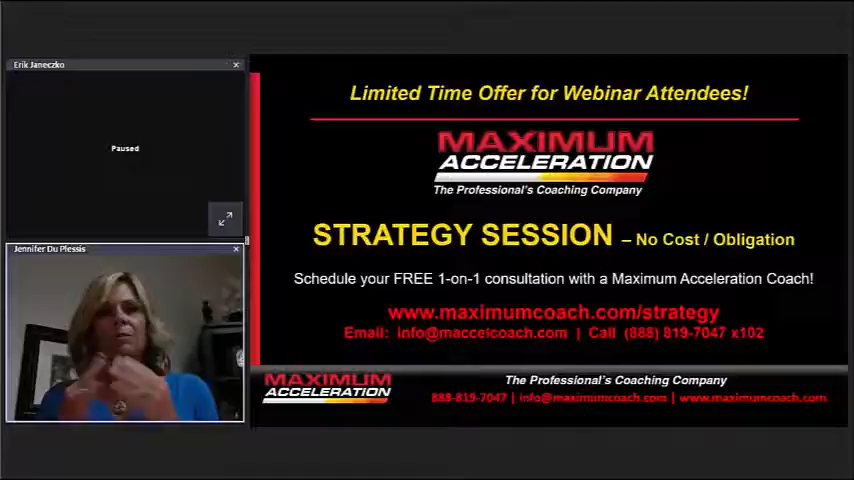 Erik Janeczko
Paused
Jennifer Du Plessis
Limited Time Offer for Webinar Attendees!
MAXIMUM
ACCELERATION
The Professional's Coaching Company
STRATEGY SESSION – No Cost / Obligation
Schedule your FREE 1-on-1 consultation with a Maximum Acceleration Coach!
www.maximumcoach.com/strategy
Email: info@maccelcoach.com | Call (888) 819-7047 x102
MAXIMUM
ACCELERATION
The Professional's Coaching Company
888-819-7047 | info@maximumcoach.com | www.maximumcoach.com